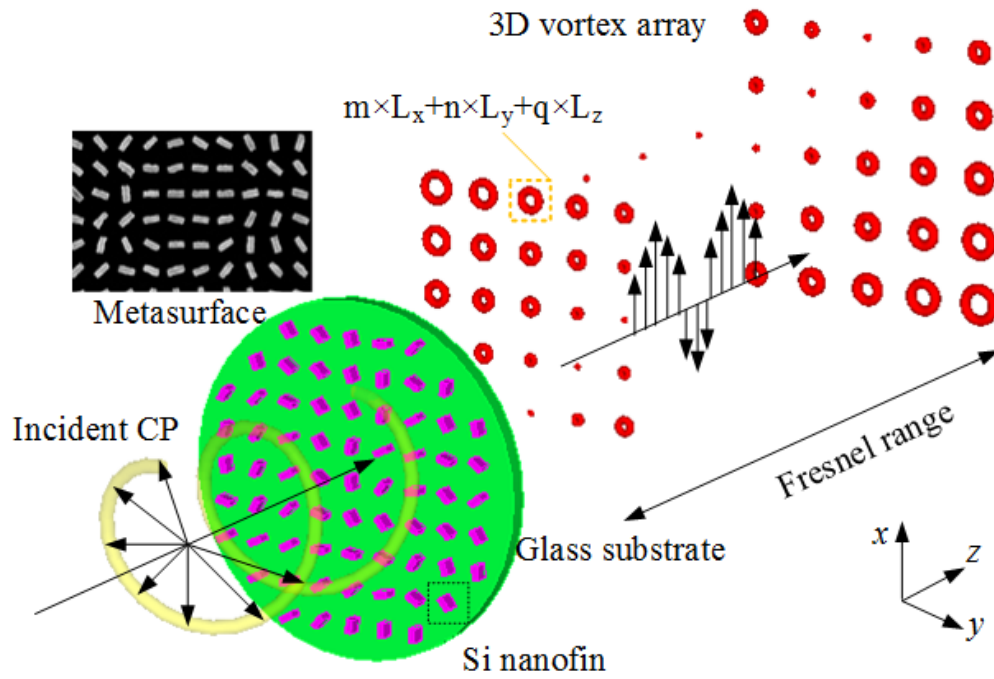 3D vortex array
m×Lx+n×Ly+q×Lz
Metasurface
Incident CP
Fresnel range
Glass substrate
Si nanofin
x
z
y